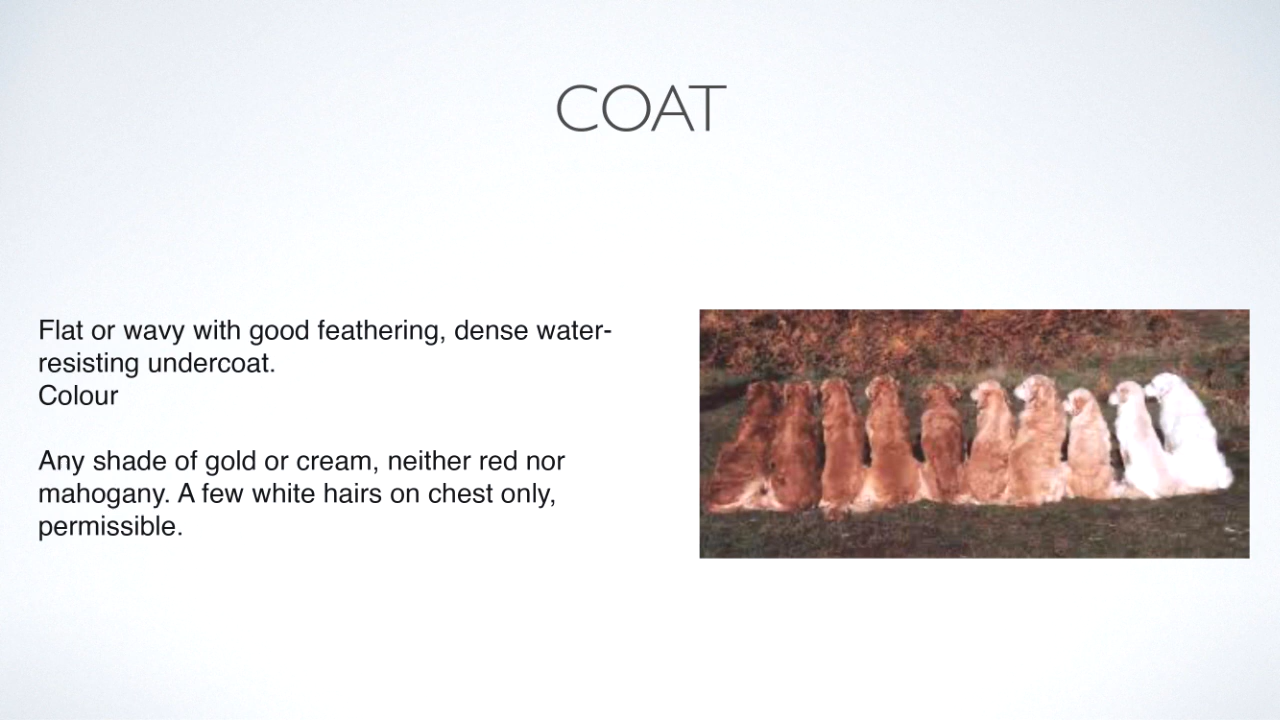 COAT
Flat or wavy with good feathering, dense water-
resisting undercoat.
Colour
Any shade of gold or cream, neither red nor
mahogany. A few white hairs on chest only,
permissible.